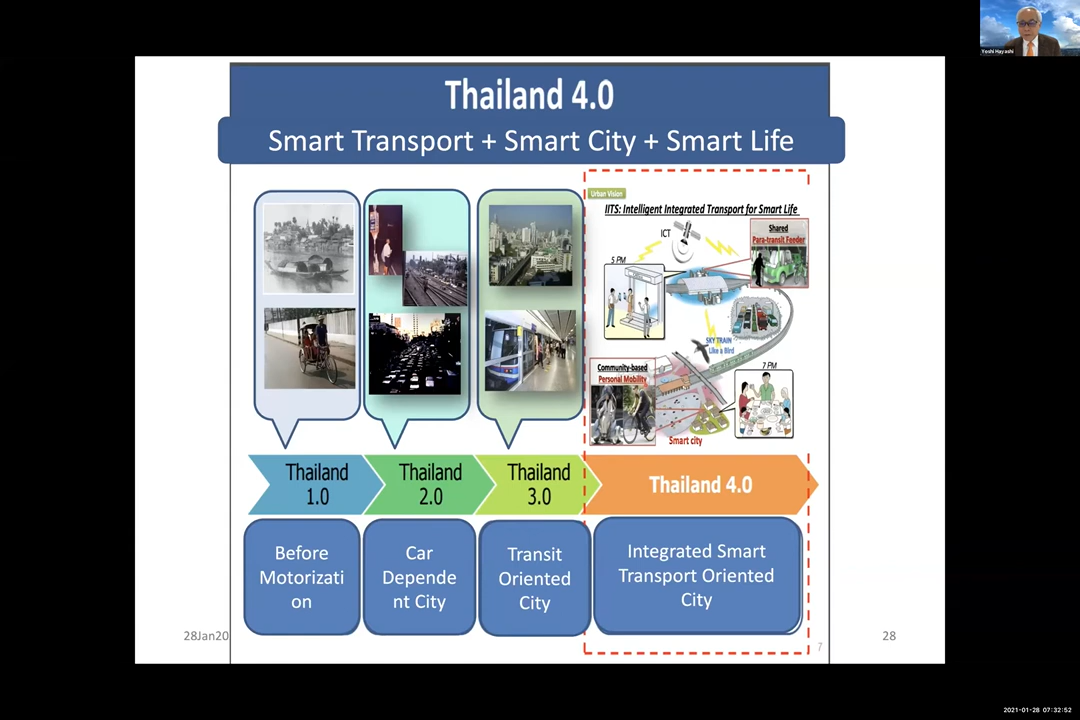 Yoshi Hayashi
Thailand 4.0
Smart Transport + Smart City + Smart Life
Urban Vision
IITS: Intelligent Integrated Transport for Smart Life
ICT
Shared
Para-transit Feeder
5 PM
SKY TRAIN
Like a Bird
Community-based
Personal Mobility
7 PM
Smart city
Thailand
1.0
Thailand
2.0
Thailand
3.0
Thailand 4.0
Before
Motorizati
on
Car
Depende
nt City
Transit
Oriented
City
Integrated Smart
Transport Oriented
City
28Jan20
7
28
2021-01-28 07:32:52